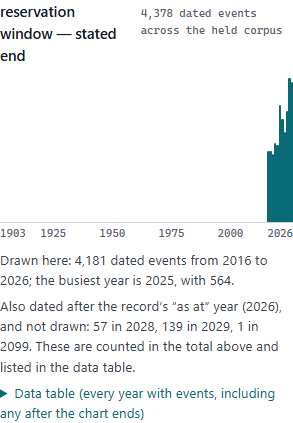 reservation
window — stated
end
4,378 dated events
across the held corpus
1903 1925 1950 1975 2000 2026
Drawn here: 4,181 dated events from 2016 to
2026; the busiest year is 2025, with 564.
Also dated after the record’s “as at” year (2026),
and not drawn: 57 in 2028, 139 in 2029, 1 in
2099. These are counted in the total above and
listed in the data table.
▶ Data table (every year with events, including
any after the chart ends)